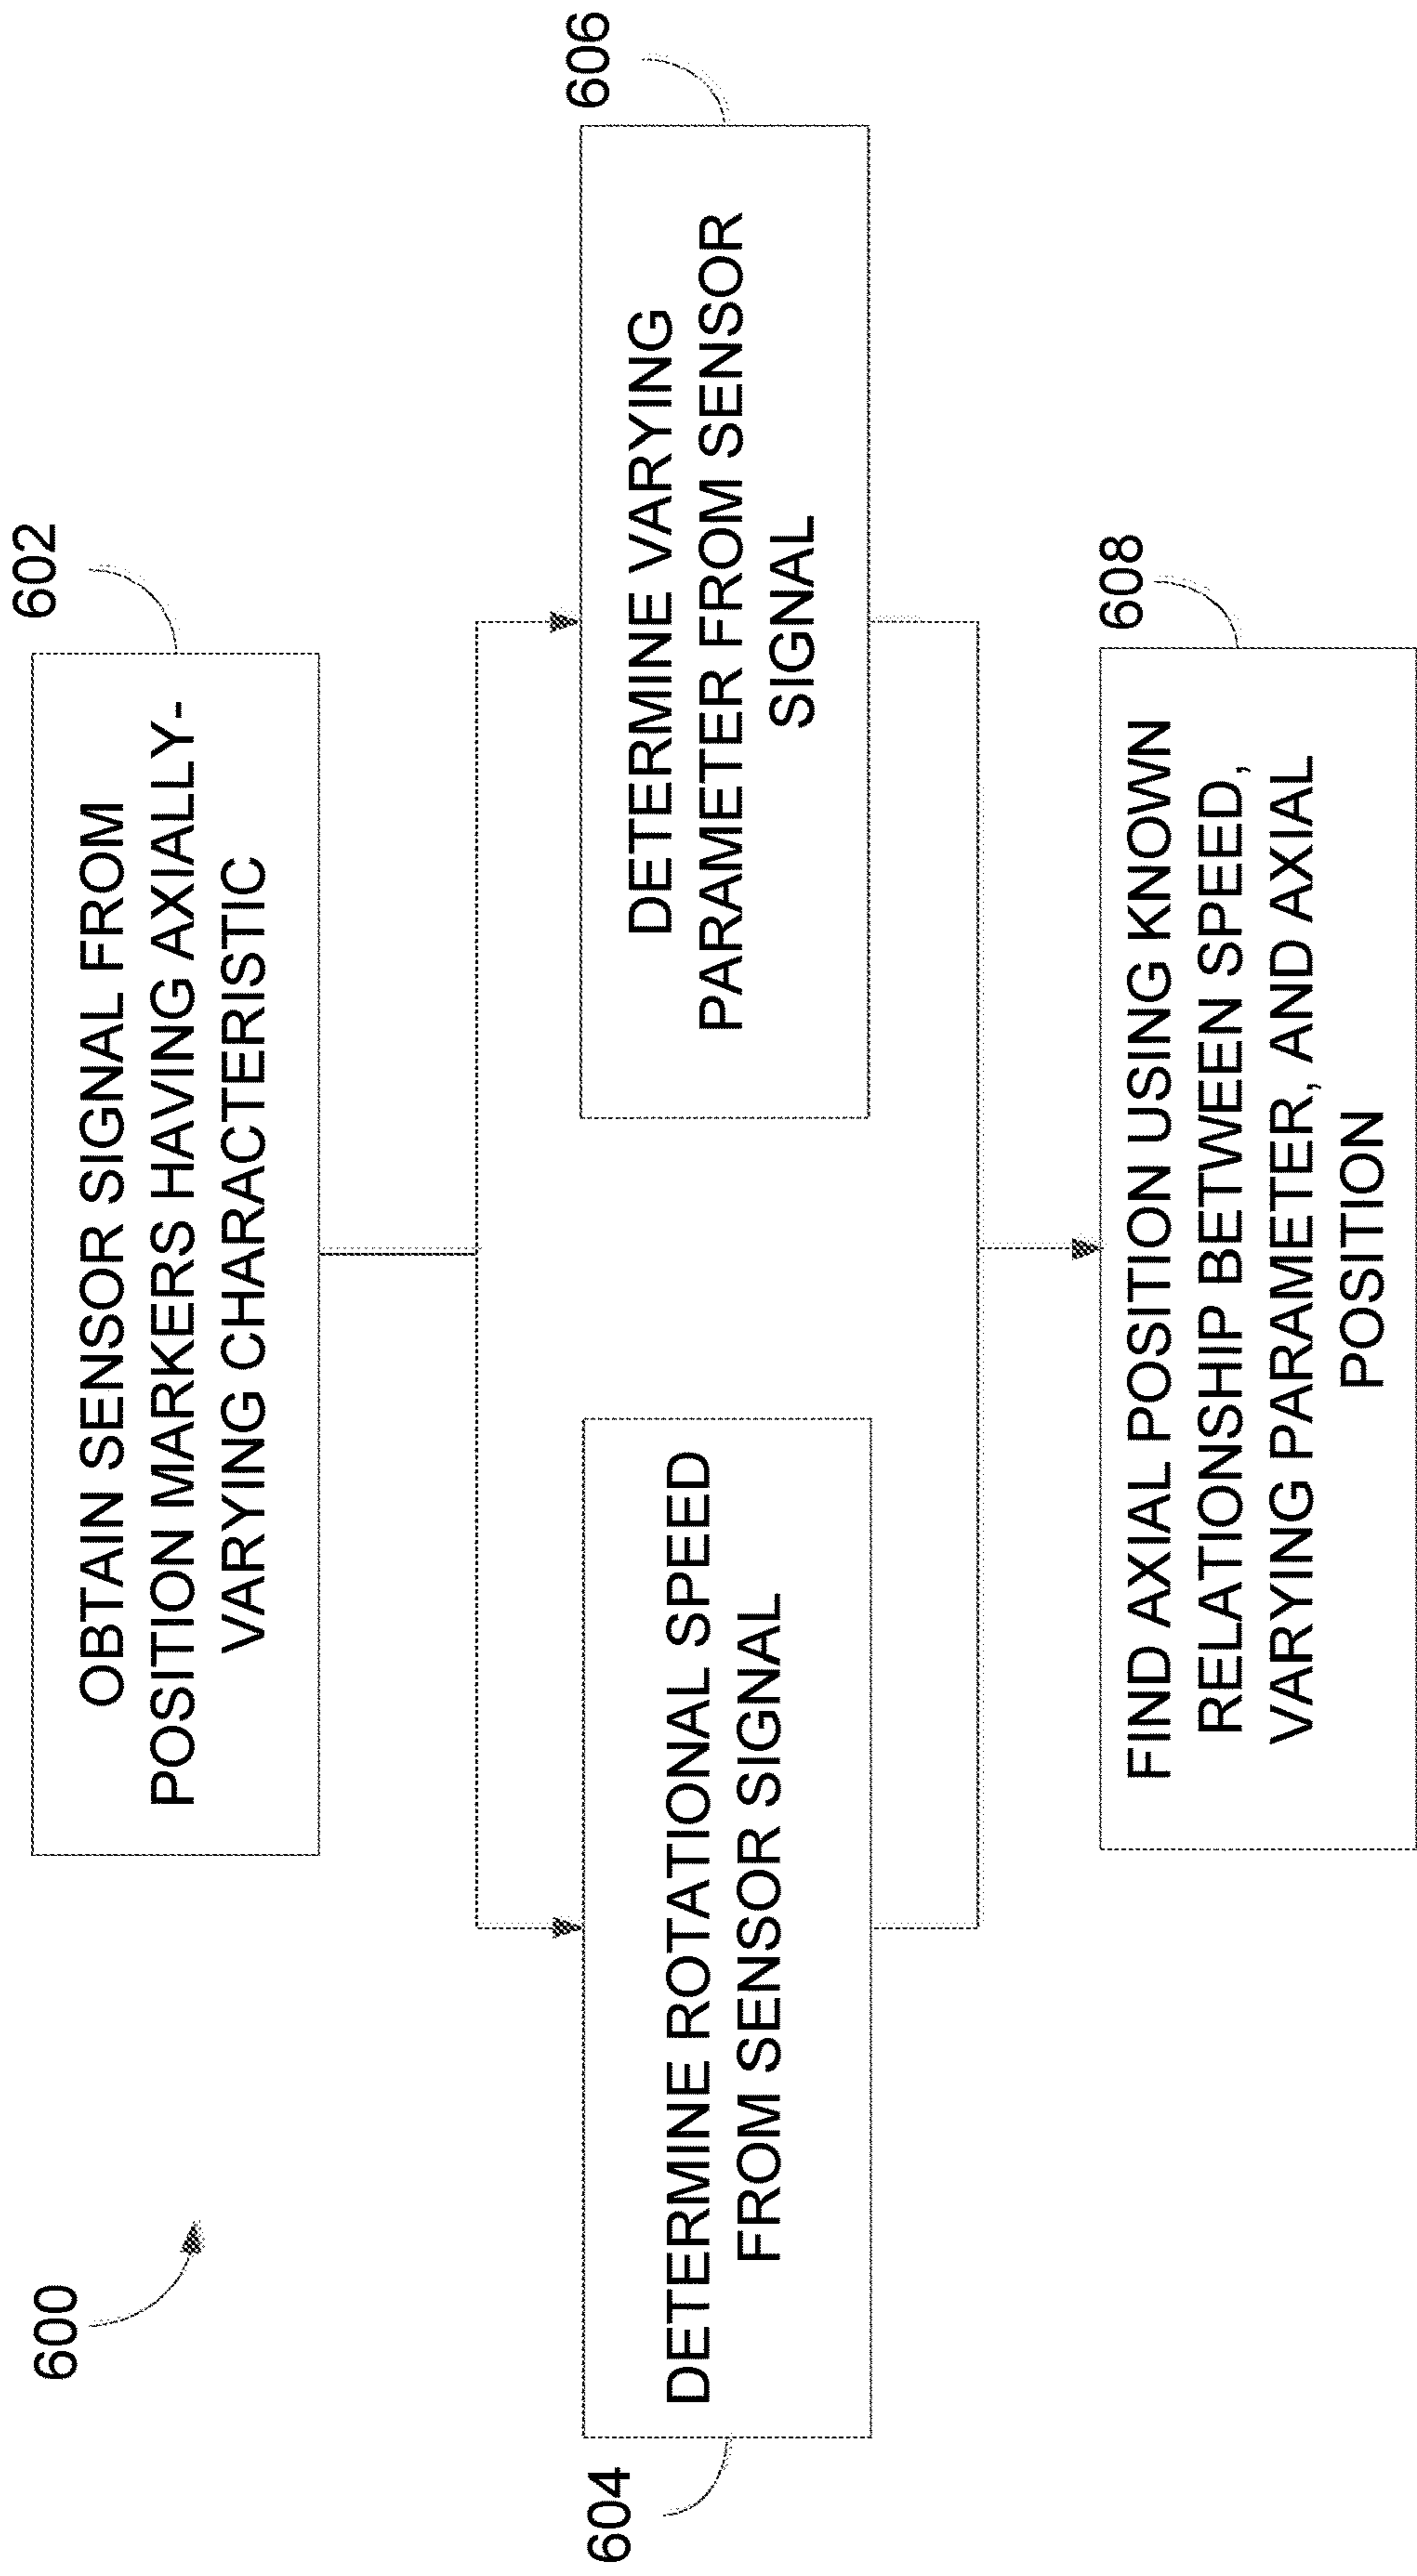 600
602
OBTAIN SENSOR SIGNAL FROM
POSITION MARKERS HAVING AXIALLY-
VARYING CHARACTERISTIC
604
DETERMINE ROTATIONAL SPEED
FROM SENSOR SIGNAL
606
DETERMINE VARYING
PARAMETER FROM SENSOR
SIGNAL
608
FIND AXIAL POSITION USING KNOWN
RELATIONSHIP BETWEEN SPEED,
VARYING PARAMETER, AND AXIAL
POSITION